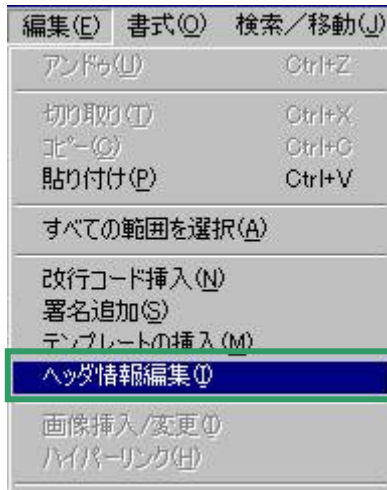 編集(E) 書式(O) 検索／移動(J)
アンドゥ(U) Ctrl+Z
切り取り(T) Ctrl+X
コピー(C) Ctrl+C
貼り付け(P) Ctrl+V
すべての範囲を選択(A)
改行コード挿入(N)
署名追加(S)
テンプレートの挿入(M)
ヘッダ情報編集(I)
画像挿入/変更(I)
ハイパーリンク(H)